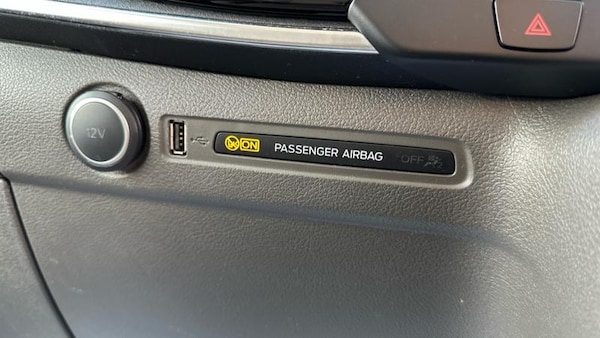 12V
ON PASSENGER AIRBAG OFF